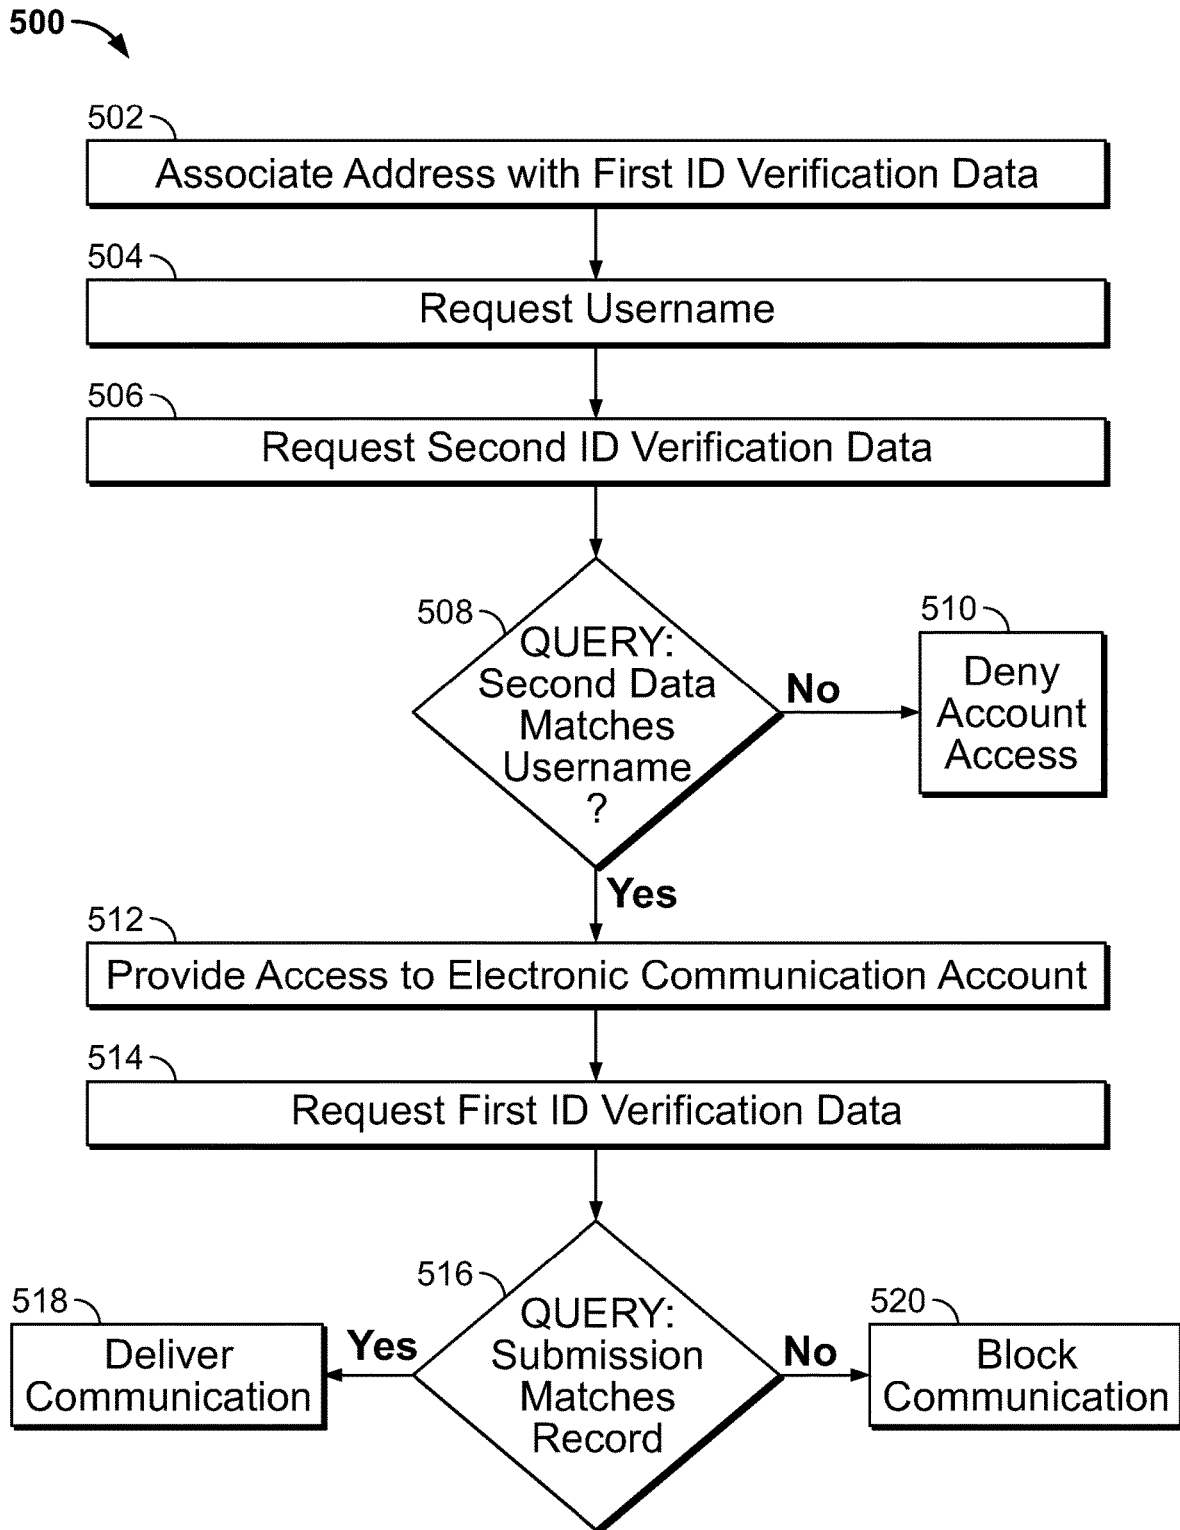 500
502
Associate Address with First ID Verification Data
504
Request Username
506
Request Second ID Verification Data
508
QUERY:
Second Data
Matches
Username
?
No
510
Deny
Account
Access
Yes
512
Provide Access to Electronic Communication Account
514
Request First ID Verification Data
516
QUERY:
Submission
Matches
Record
518
Yes
Deliver
Communication
No
520
Block
Communication